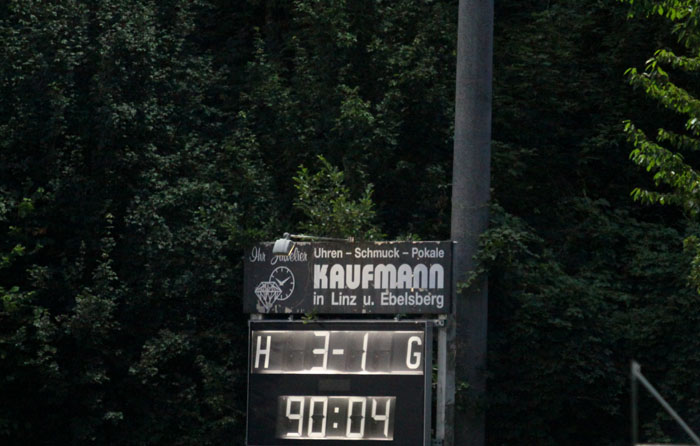 Ihr Juwelier
Uhren – Schmuck – Pokale
KAUFMANN
in Linz u. Ebelsberg
H 3-1 G
90:04